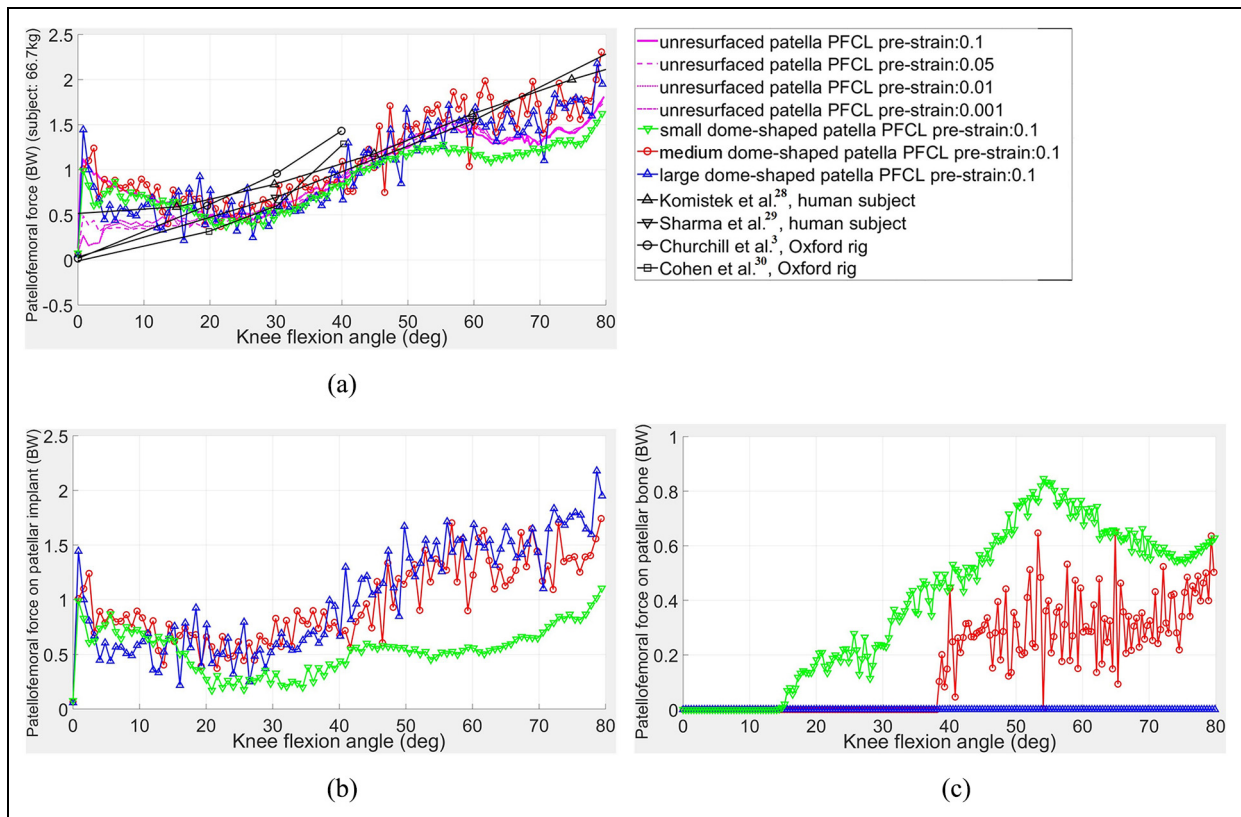 Patellofemoral force (BW) (subject: 66.7kg)
2.5
2
1.5
1
0.5
0
-0.5
0 10 20 30 40 50 60 70 80
Knee flexion angle (deg)
(a)
unresurfaced patella PFCL pre-strain:0.1
unresurfaced patella PFCL pre-strain:0.05
unresurfaced patella PFCL pre-strain:0.01
unresurfaced patella PFCL pre-strain:0.001
small dome-shaped patella PFCL pre-strain:0.1
medium dome-shaped patella PFCL pre-strain:0.1
large dome-shaped patella PFCL pre-strain:0.1
Komistek et al.28, human subject
Sharma et al.29, human subject
Churchill et al.3, Oxford rig
Cohen et al.30, Oxford rig
Patellofemoral force on patellar implant (BW)
2.5
2
1.5
1
0.5
0
0 10 20 30 40 50 60 70 80
Knee flexion angle (deg)
(b)
Patellofemoral force on patellar bone (BW)
1
0.8
0.6
0.4
0.2
0
0 10 20 30 40 50 60 70 80
Knee flexion angle (deg)
(c)